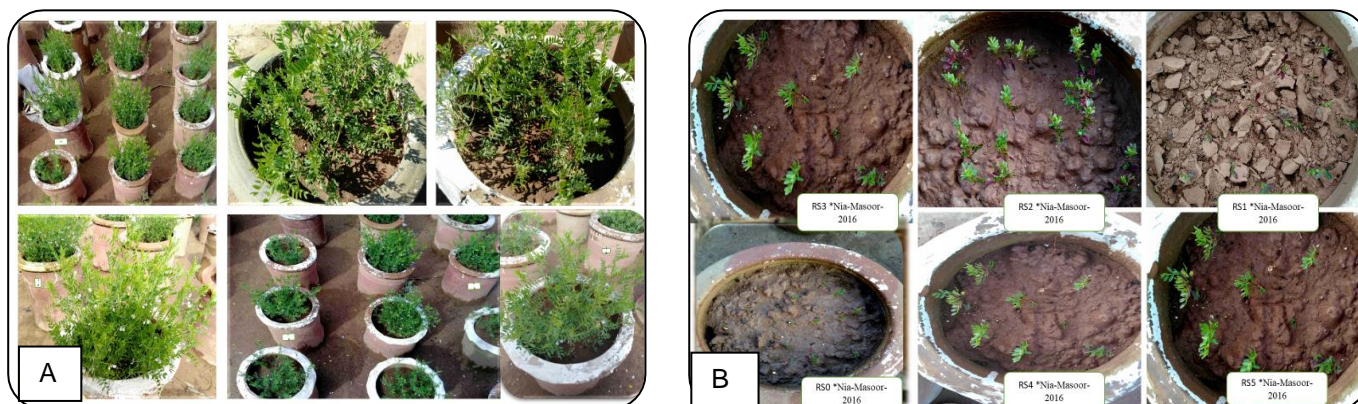 A
B
RS3 *Nia-Masoor-
2016
RS2 *Nia-Masoor-
2016
RS1 *Nia-Masoor-
2016
RS0 *Nia-Masoor-
2016
RS4 *Nia-Masoor-
2016
RS5 *Nia-Masoor-
2016